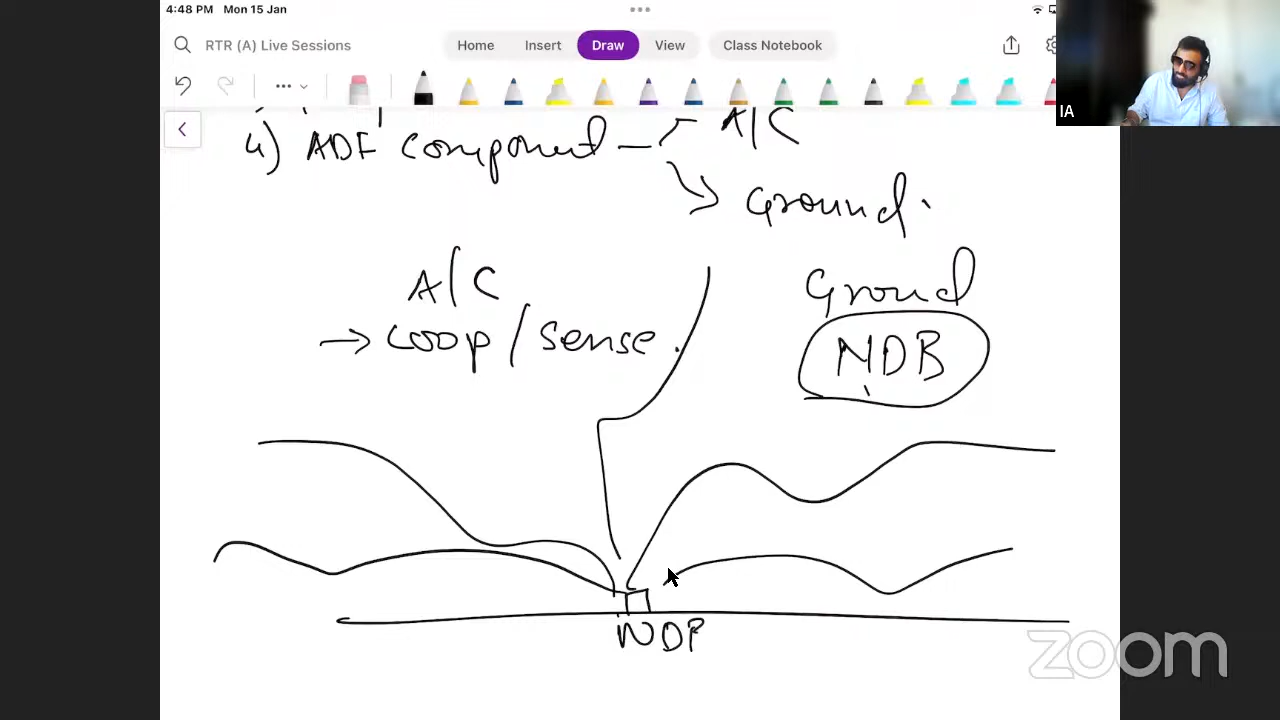 4:48 PM Mon 15 Jan
RTR (A) Live Sessions
Home Insert Draw View Class Notebook
IA
4) ADF component - A/C
Ground.
A/C
→ Loop/sense.
Ground
NDB
NDB
zoom